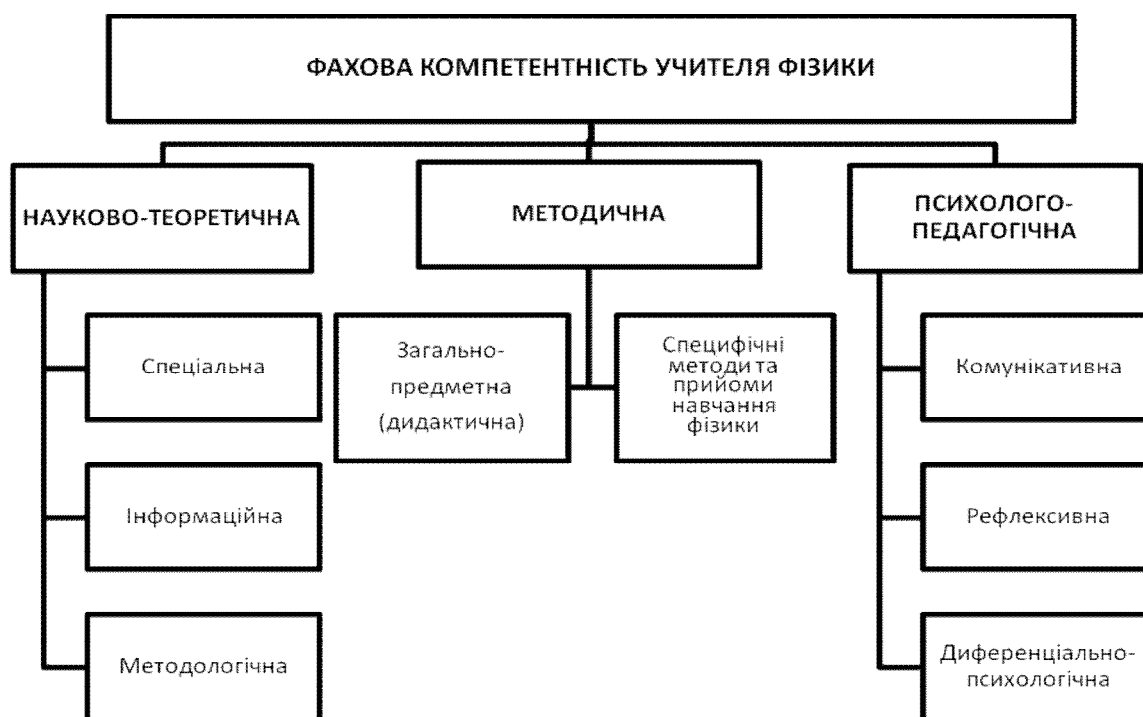 ФАХОВА КОМПЕТЕНТНІСТЬ УЧИТЕЛЯ ФІЗИКИ
НАУКОВО-ТЕОРЕТИЧНА
МЕТОДИЧНА
ПСИХОЛОГО-
ПЕДАГОГІЧНА
Спеціальна
Інформаційна
Методологічна
Загально-
предметна
(дидактична)
Специфічні
методи та
прийоми
навчання
фізики
Комунікативна
Рефлексивна
Диференціально-
психологічна